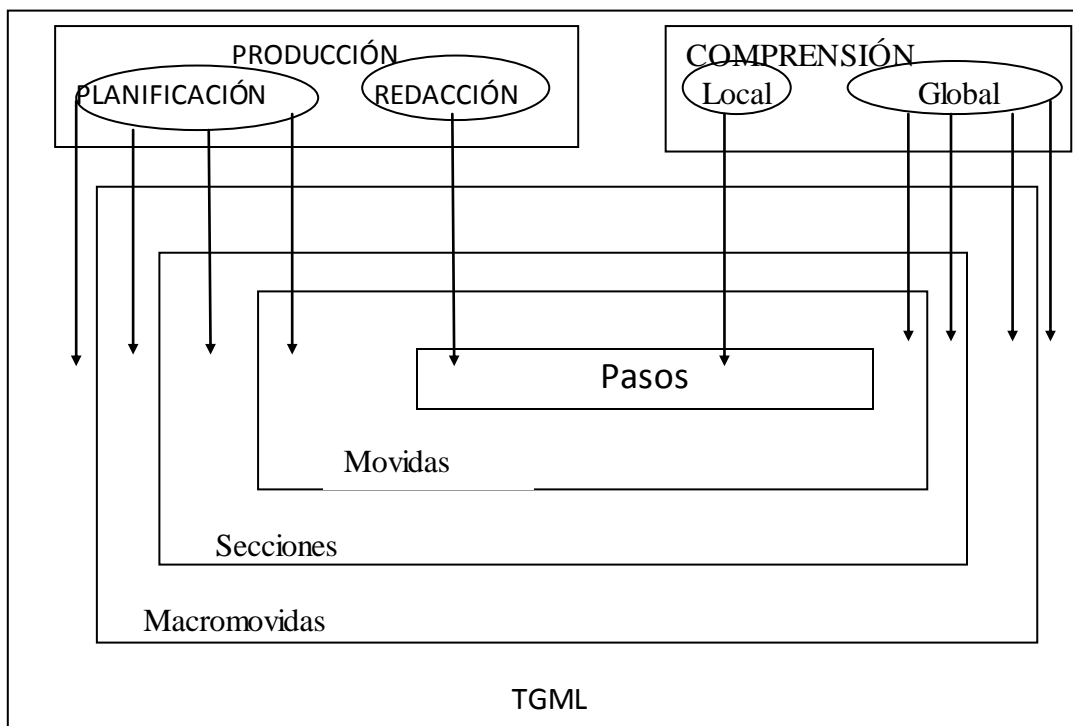 PRODUCCIÓN
PLANIFICACIÓN
REDACCIÓN
COMPRENSIÓN
Local
Global
Pasos
Movidas
Secciones
Macromovidas
TGML